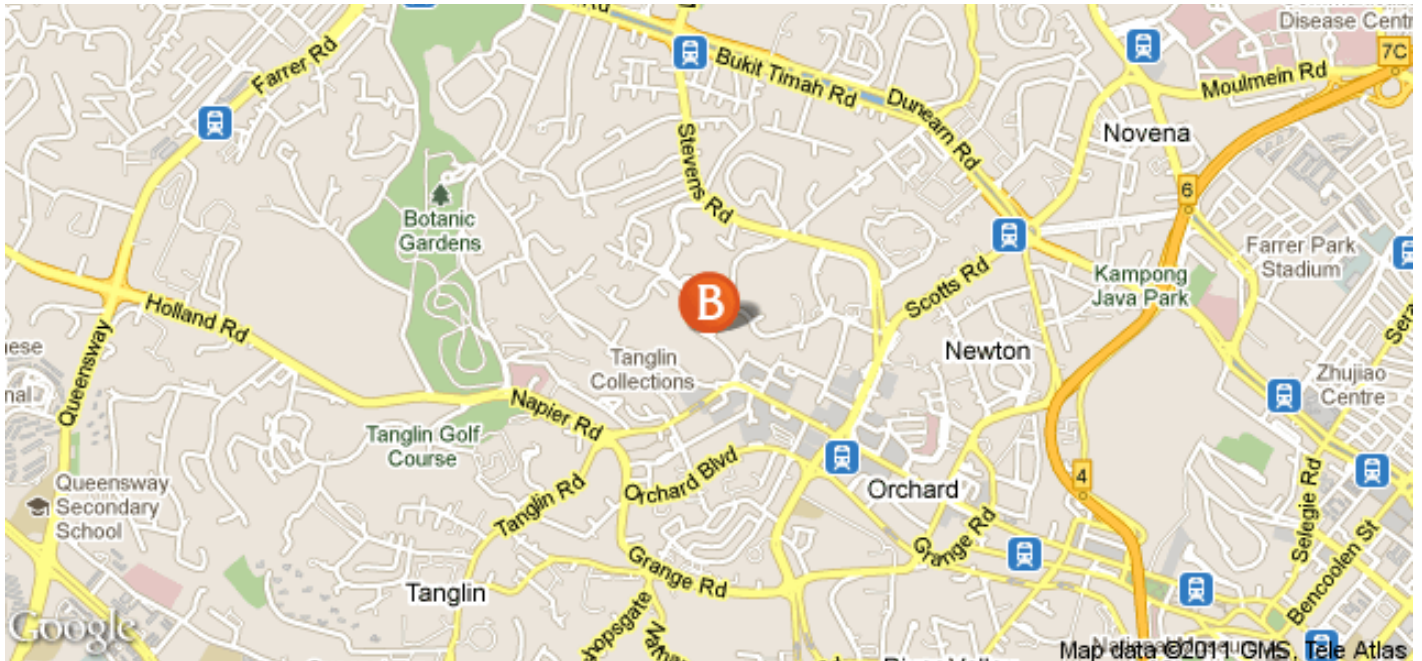 Disease Centr
7C
Farrer Rd
Bukit Timah Rd
Moulmein Rd
Dunearn Rd
Novena
Stevens Rd
6
Botanic
Gardens
Farrer Park
Stadium
Kampong
Java Park
Scotts Rd
B
Holland Rd
Queensway
Newton
Tanglin
Collections
Zhujiao
Centre
Napier Rd
Tanglin Golf
Course
Orchard Blvd
Orchard
4
Queensway
Secondary
School
Tanglin Rd
Selegie Rd
Grange Rd
Grange Rd
Bencoolen St
Tanglin
Google
Map data ©2011 GMS, Tele Atlas